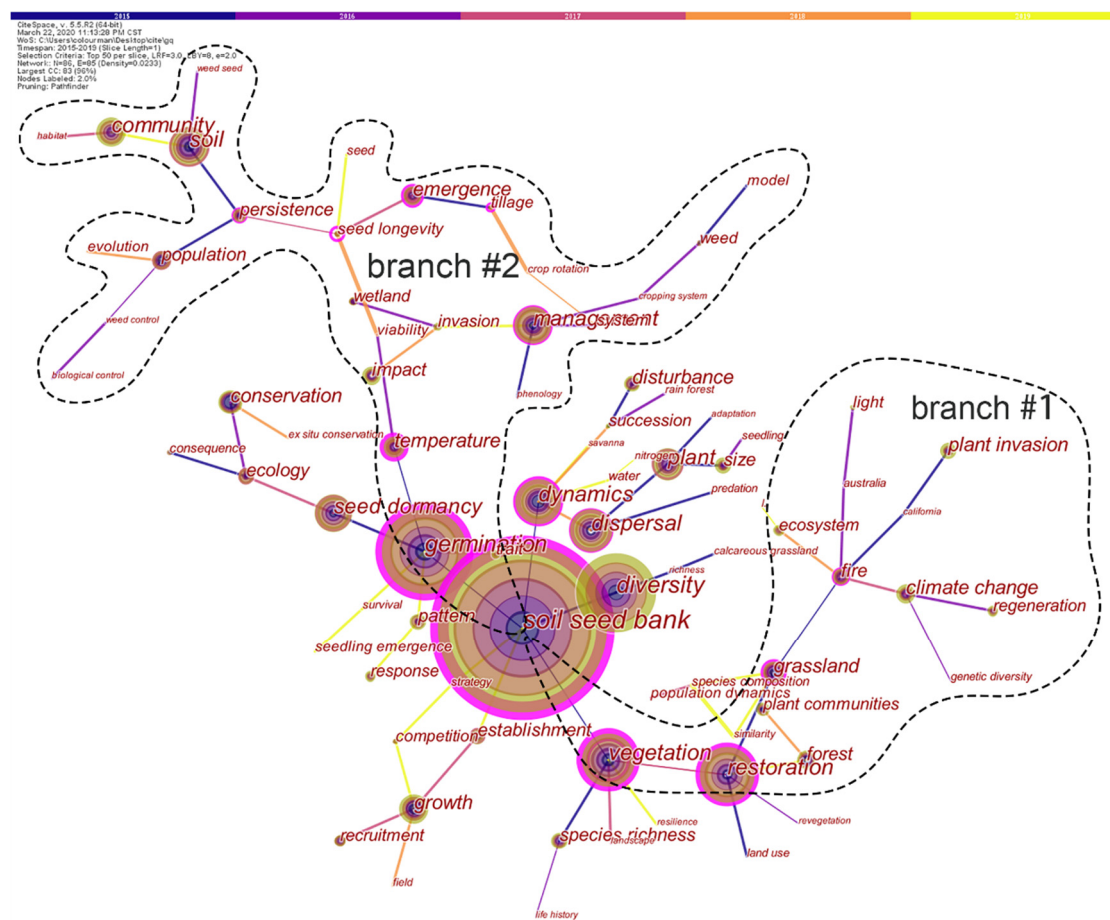 2015 2016 2017 2018 2019
CiteSpace, v. 5.5.R2 (64-bit)
March 22, 2020 11:13:28 PM CST
WoS: C:\Users\colourman\Desktop\cite\gq
Timespan: 2015-2019 (Slice Length=1)
Selection Criteria: Top 50 per slice, LRF=3.0, LBY=8, e=2.0
Network: N=86, E=85 (Density=0.0233)
Largest CC: 83 (96%)
Nodes Labeled: 2.0%
Pruning: Pathfinder
weed seed
community
habitat
soil
seed
model
emergence
tillage
persistence
seed longevity
weed
evolution
population
branch #2
crop rotation
wetland
cropping system
weed control
invasion
management
system
viability
biological control
impact
disturbance
rain forest
phenology
conservation
light
branch #1
succession
adaptation
ex situ conservation
temperature
savanna
seedling
plant invasion
consequence
nitrogen
plant
size
ecology
water
australia
dynamics
predation
seed dormancy
california
dispersal
ecosystem
germination
trait
calcareous grassland
richness
fire
diversity
climate change
survival
regeneration
pattern
soil seed bank
seedling emergence
response
strategy
grassland
species composition
genetic diversity
population dynamics
plant communities
competition
establishment
similarity
vegetation
forest
restoration
growth
resilience
revegetation
recruitment
species richness
landscape
land use
field
life history